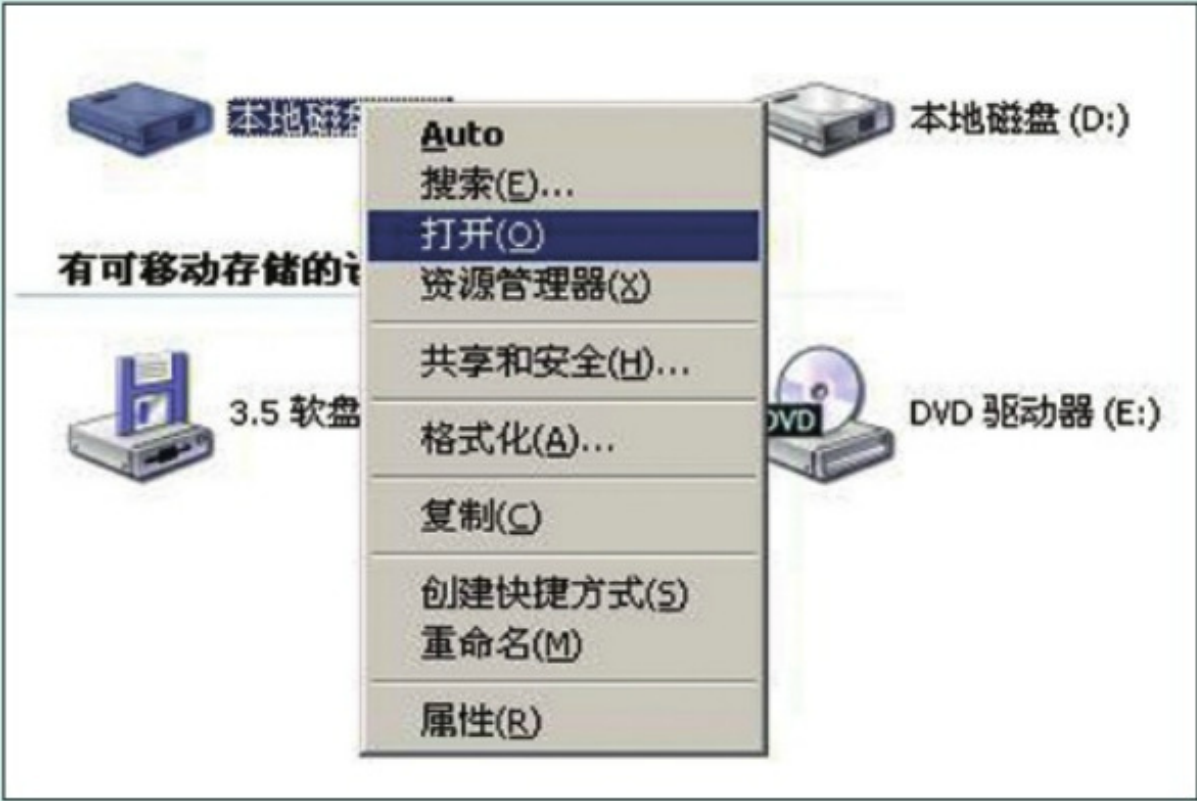 本地磁盘
本地磁盘 (D:)
Auto
搜索(E)...
打开(O)
资源管理器(X)
有可移动存储的
共享和安全(H)...
3.5 软盘
DVD
DVD 驱动器 (E:)
格式化(A)...
复制(C)
创建快捷方式(S)
重命名(M)
属性(R)